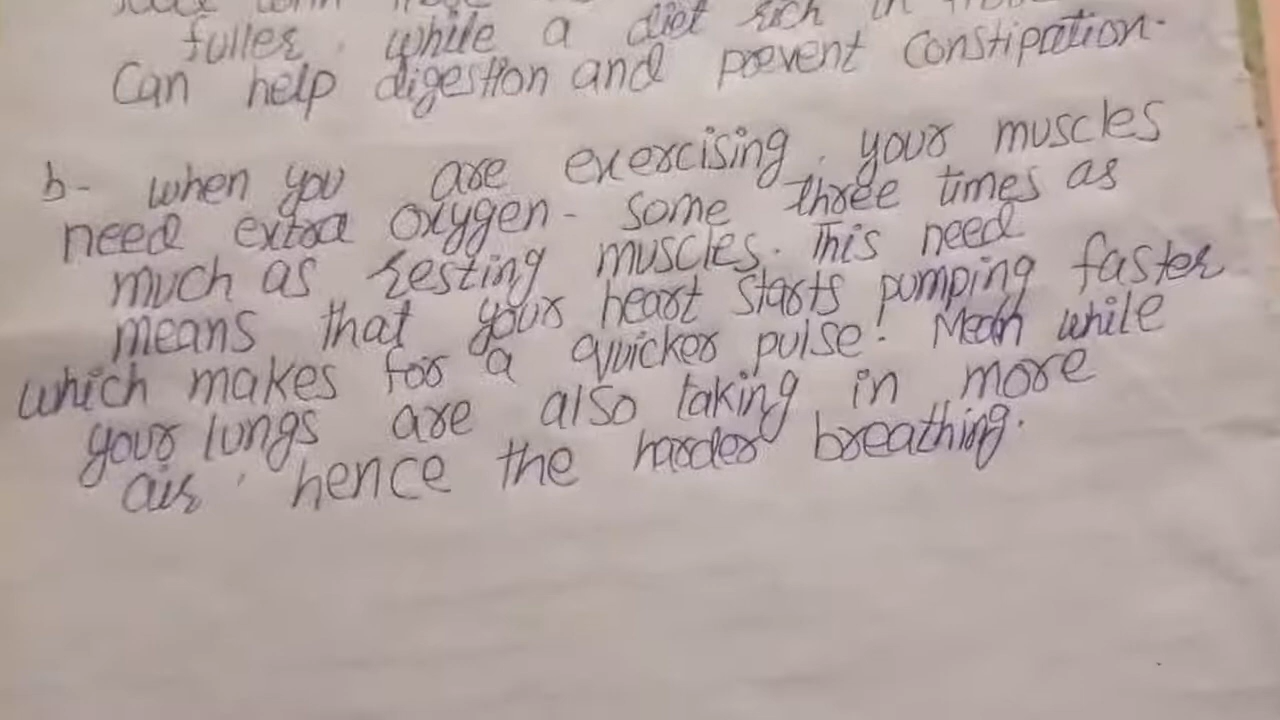 fuller. while a diet rich in
Can help digestion and prevent Constipation.
b- when you are exercising. your muscles
need extra oxygen - some three times as
much as resting muscles. This need
means that your heart starts pumping faster
which makes for a quicker pulse. Mean while
your lungs are also taking in more
air. hence the harder breathing.